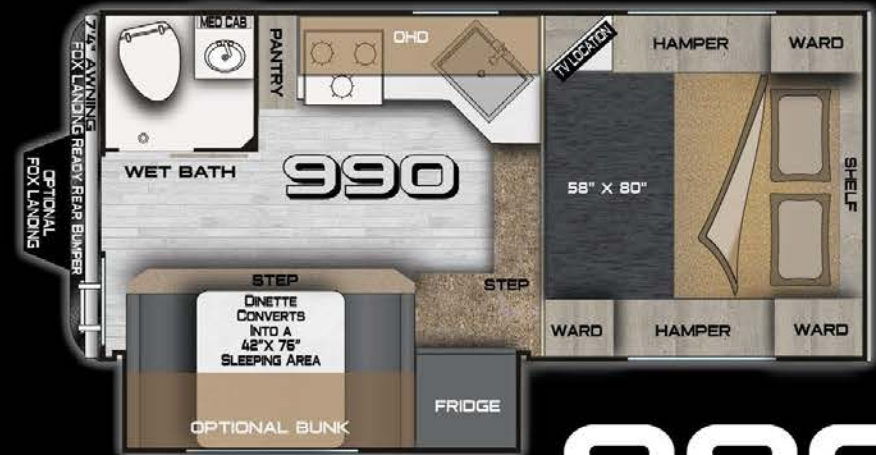 MED CAB
7'4" AWNING
FOX LANDING READY REAR BUMPER
OPTIONAL
FOX LANDING
WET BATH
PANTRY
OHD
TV LOCATION
HAMPER
WARD
990
58" X 80"
SHELF
STEP
STEP
DINETTE
CONVERTS
INTO A
42"X 76"
SLEEPING AREA
OPTIONAL BUNK
FRIDGE
WARD
HAMPER
WARD